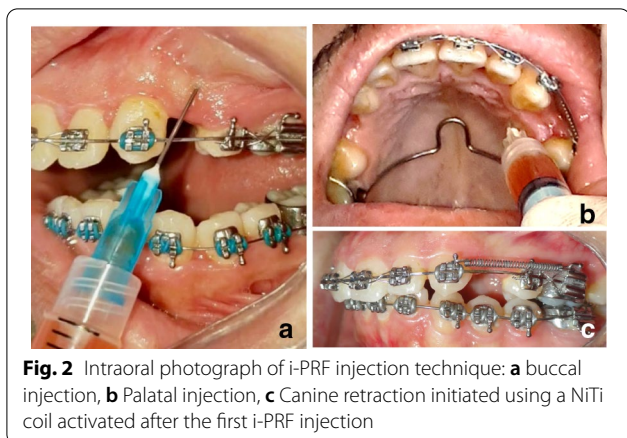 a
b
c
Fig. 2 Intraoral photograph of i-PRF injection technique: a buccal
injection, b Palatal injection, c Canine retraction initiated using a NiTi
coil activated after the first i-PRF injection